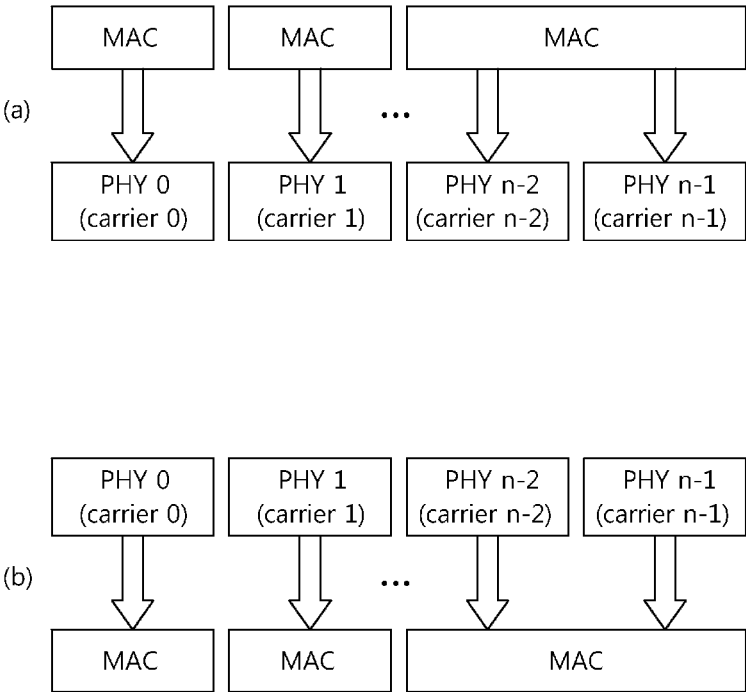 MAC MAC MAC
(a) ...
PHY 0 PHY 1 PHY n-2 PHY n-1
(carrier 0) (carrier 1) (carrier n-2) (carrier n-1)
PHY 0 PHY 1 PHY n-2 PHY n-1
(carrier 0) (carrier 1) (carrier n-2) (carrier n-1)
(b) ...
MAC MAC MAC